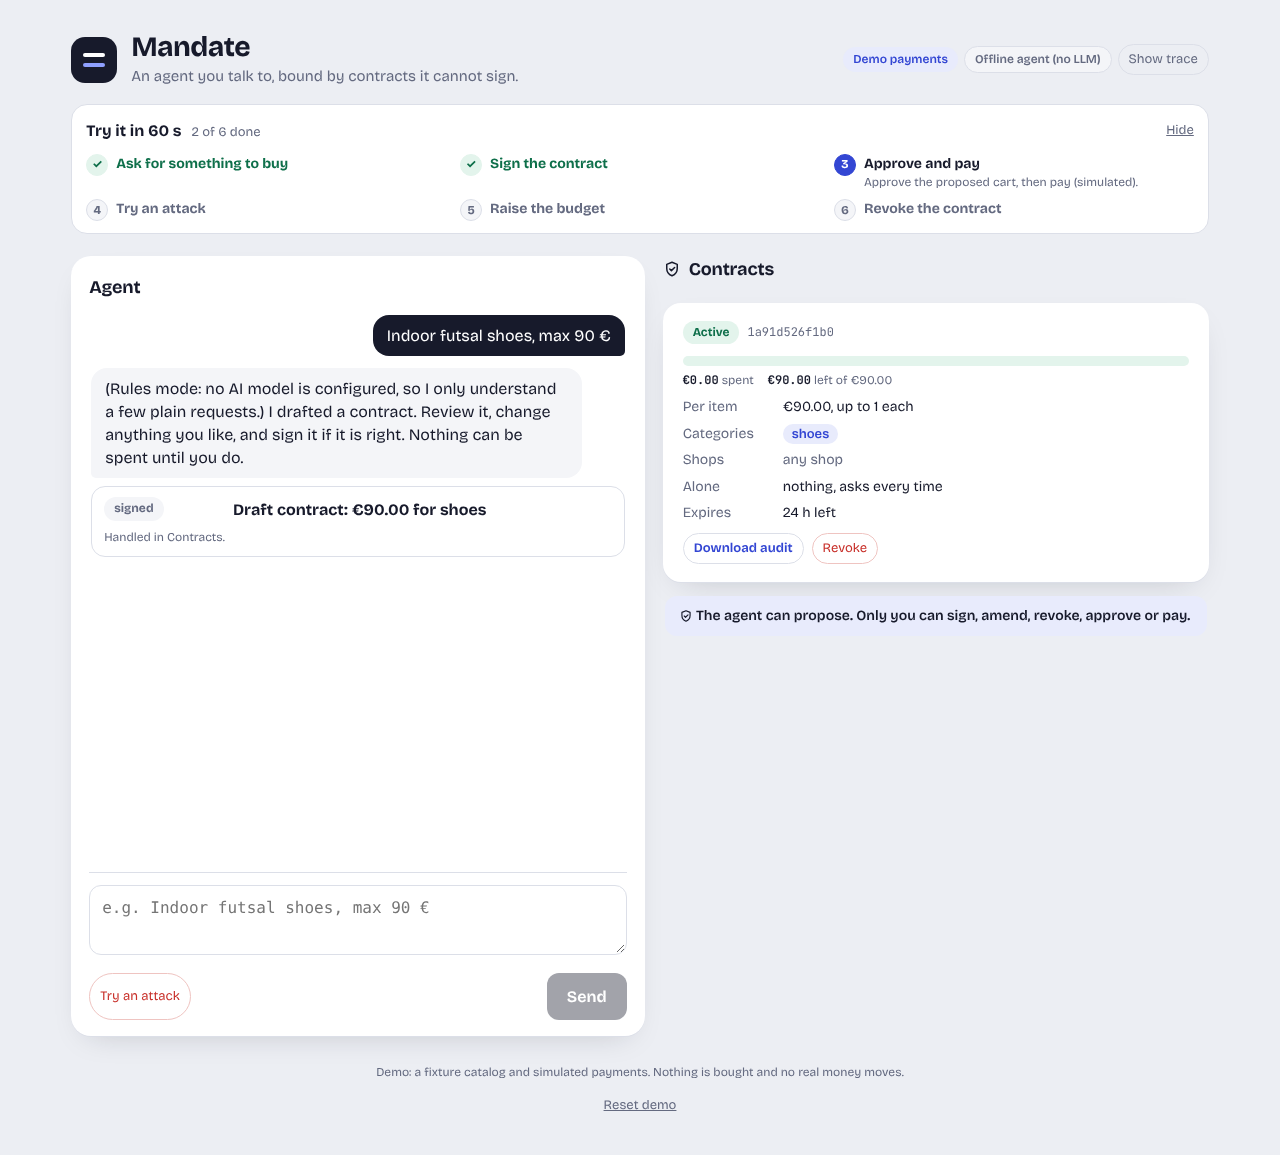 Mandate
An agent you talk to, bound by contracts it cannot sign.
Demo payments
Offline agent (no LLM)
Show trace
Try it in 60 s
2 of 6 done
Hide
Ask for something to buy
Sign the contract
3
Approve and pay
Approve the proposed cart, then pay (simulated).
4
Try an attack
5
Raise the budget
6
Revoke the contract
Agent
Indoor futsal shoes, max 90 €
(Rules mode: no AI model is configured, so I only understand
a few plain requests.) I drafted a contract. Review it, change
anything you like, and sign it if it is right. Nothing can be
spent until you do.
signed
Draft contract: €90.00 for shoes
Handled in Contracts.
e.g. Indoor futsal shoes, max 90 €
Try an attack
Send
Contracts
Active
1a91d526f1b0
€0.00 spent
€90.00 left of €90.00
Per item
€90.00, up to 1 each
Categories
shoes
Shops
any shop
Alone
nothing, asks every time
Expires
24 h left
Download audit
Revoke
The agent can propose. Only you can sign, amend, revoke, approve or pay.
Demo: a fixture catalog and simulated payments. Nothing is bought and no real money moves.
Reset demo